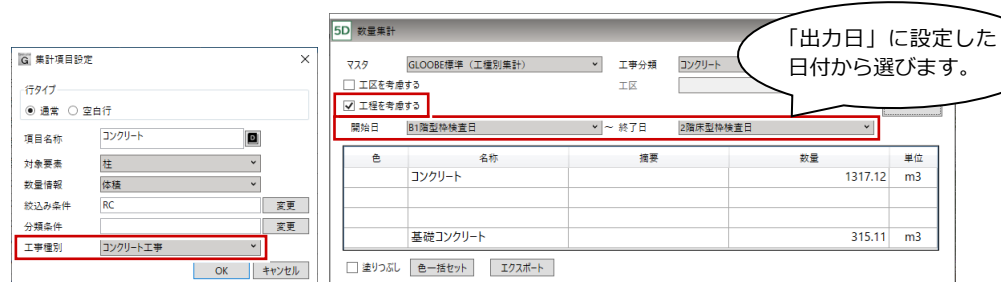 集計項目設定
行タイプ
通常 空白行
項目名称 コンクリート
対象要素 柱
数量情報 体積
絞込み条件 RC 変更
分類条件 変更
工事種別 コンクリート工事
OK キャンセル
5D 数量集計
マスタ GLOOBE標準（工種別集計） 工事分類 コンクリート
工区を考慮する 工区
工程を考慮する
開始日 B1階型枠検査日 ～ 終了日 2階床型枠検査日
色 名称 摘要 数量 単位
コンクリート 1317.12 m3
基礎コンクリート 315.11 m3
塗りつぶし 色一括セット エクスポート
「出力日」に設定した
日付から選びます。